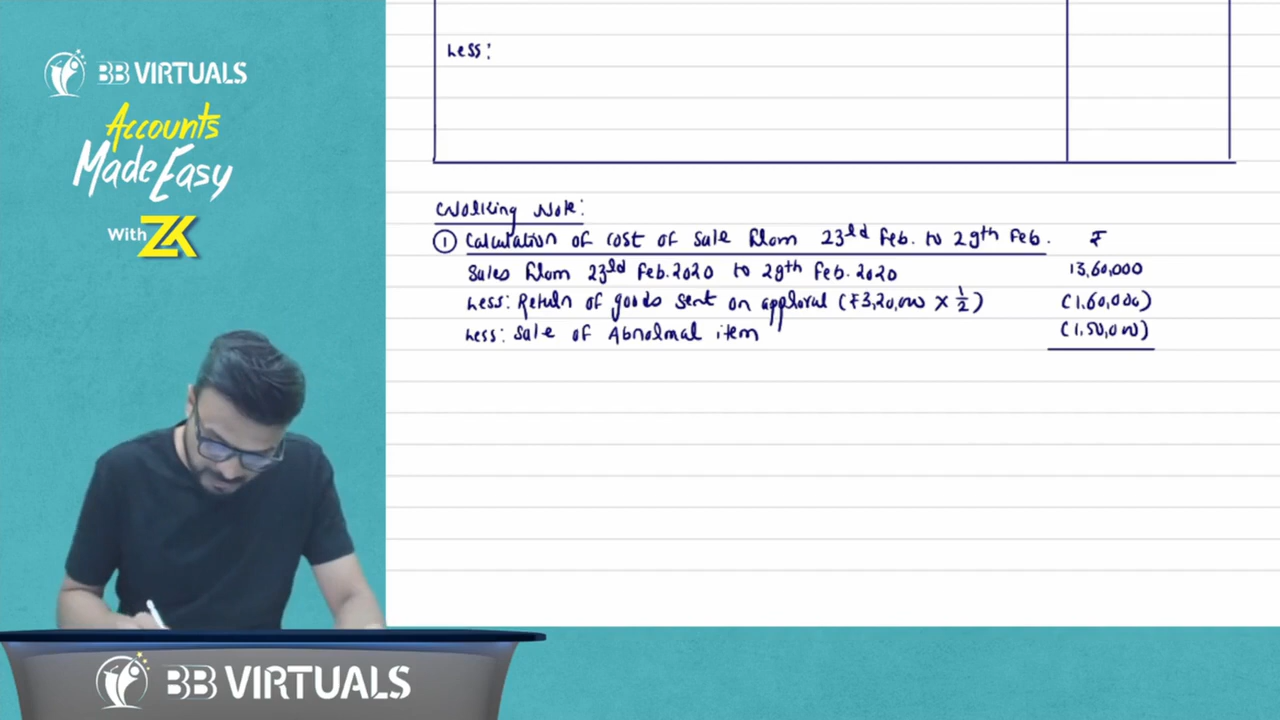 BB VIRTUALS
Accounts
Made Easy
With ZK
Less:
Working Note:
① Calculation of cost of sale from 23rd Feb. to 29th Feb. ₹
Sales from 23rd Feb. 2020 to 29th Feb. 2020 13,60,000
Less: Return of goods sent on approval (₹3,20,000 × 1/2) (1,60,000)
Less: Sale of Abnormal item (1,50,000)
BB VIRTUALS